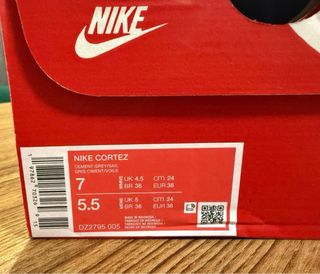 NIKE
NIKE CORTEZ
CEMENT GREY/SAIL
GRIS CIMENT/VOILE
7 UK 4.5 CM 24
BR 36 EUR 38
5.5 UK 5 CM 24
BR 36 EUR 38
DZ2795 005
MADE IN INDONESIA